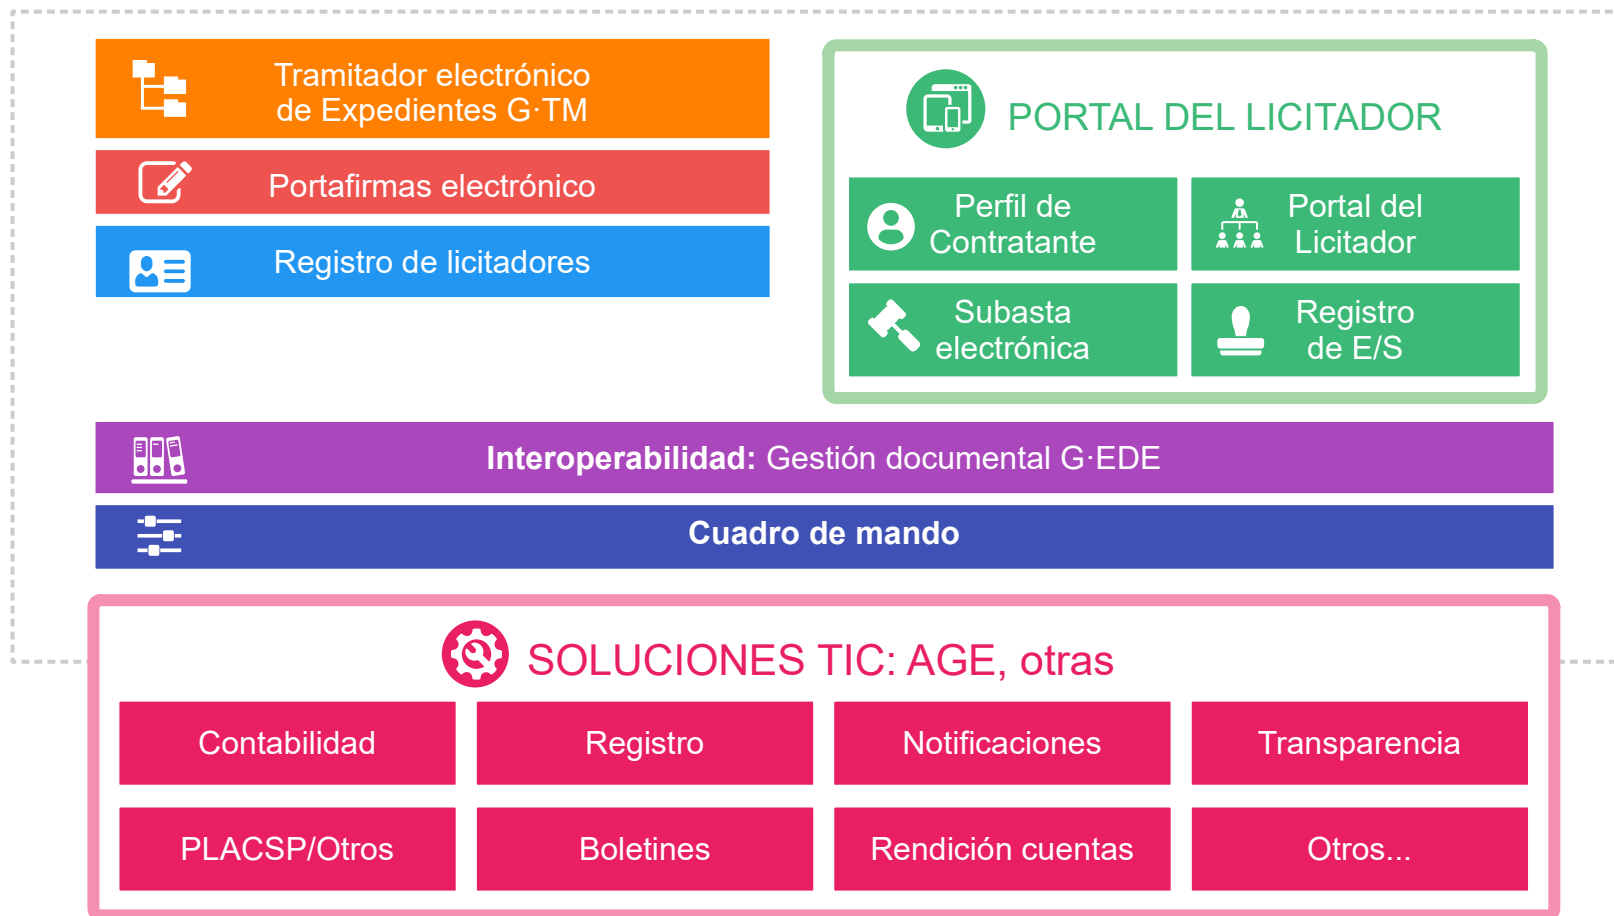 Tramitador electrónico
de Expedientes G·TM
Portafirmas electrónico
Registro de licitadores
PORTAL DEL LICITADOR
Perfil de
Contratante
Portal del
Licitador
Subasta
electrónica
Registro
de E/S
Interoperabilidad: Gestión documental G·EDE
Cuadro de mando
SOLUCIONES TIC: AGE, otras
Contabilidad
Registro
Notificaciones
Transparencia
PLACSP/Otros
Boletines
Rendición cuentas
Otros...